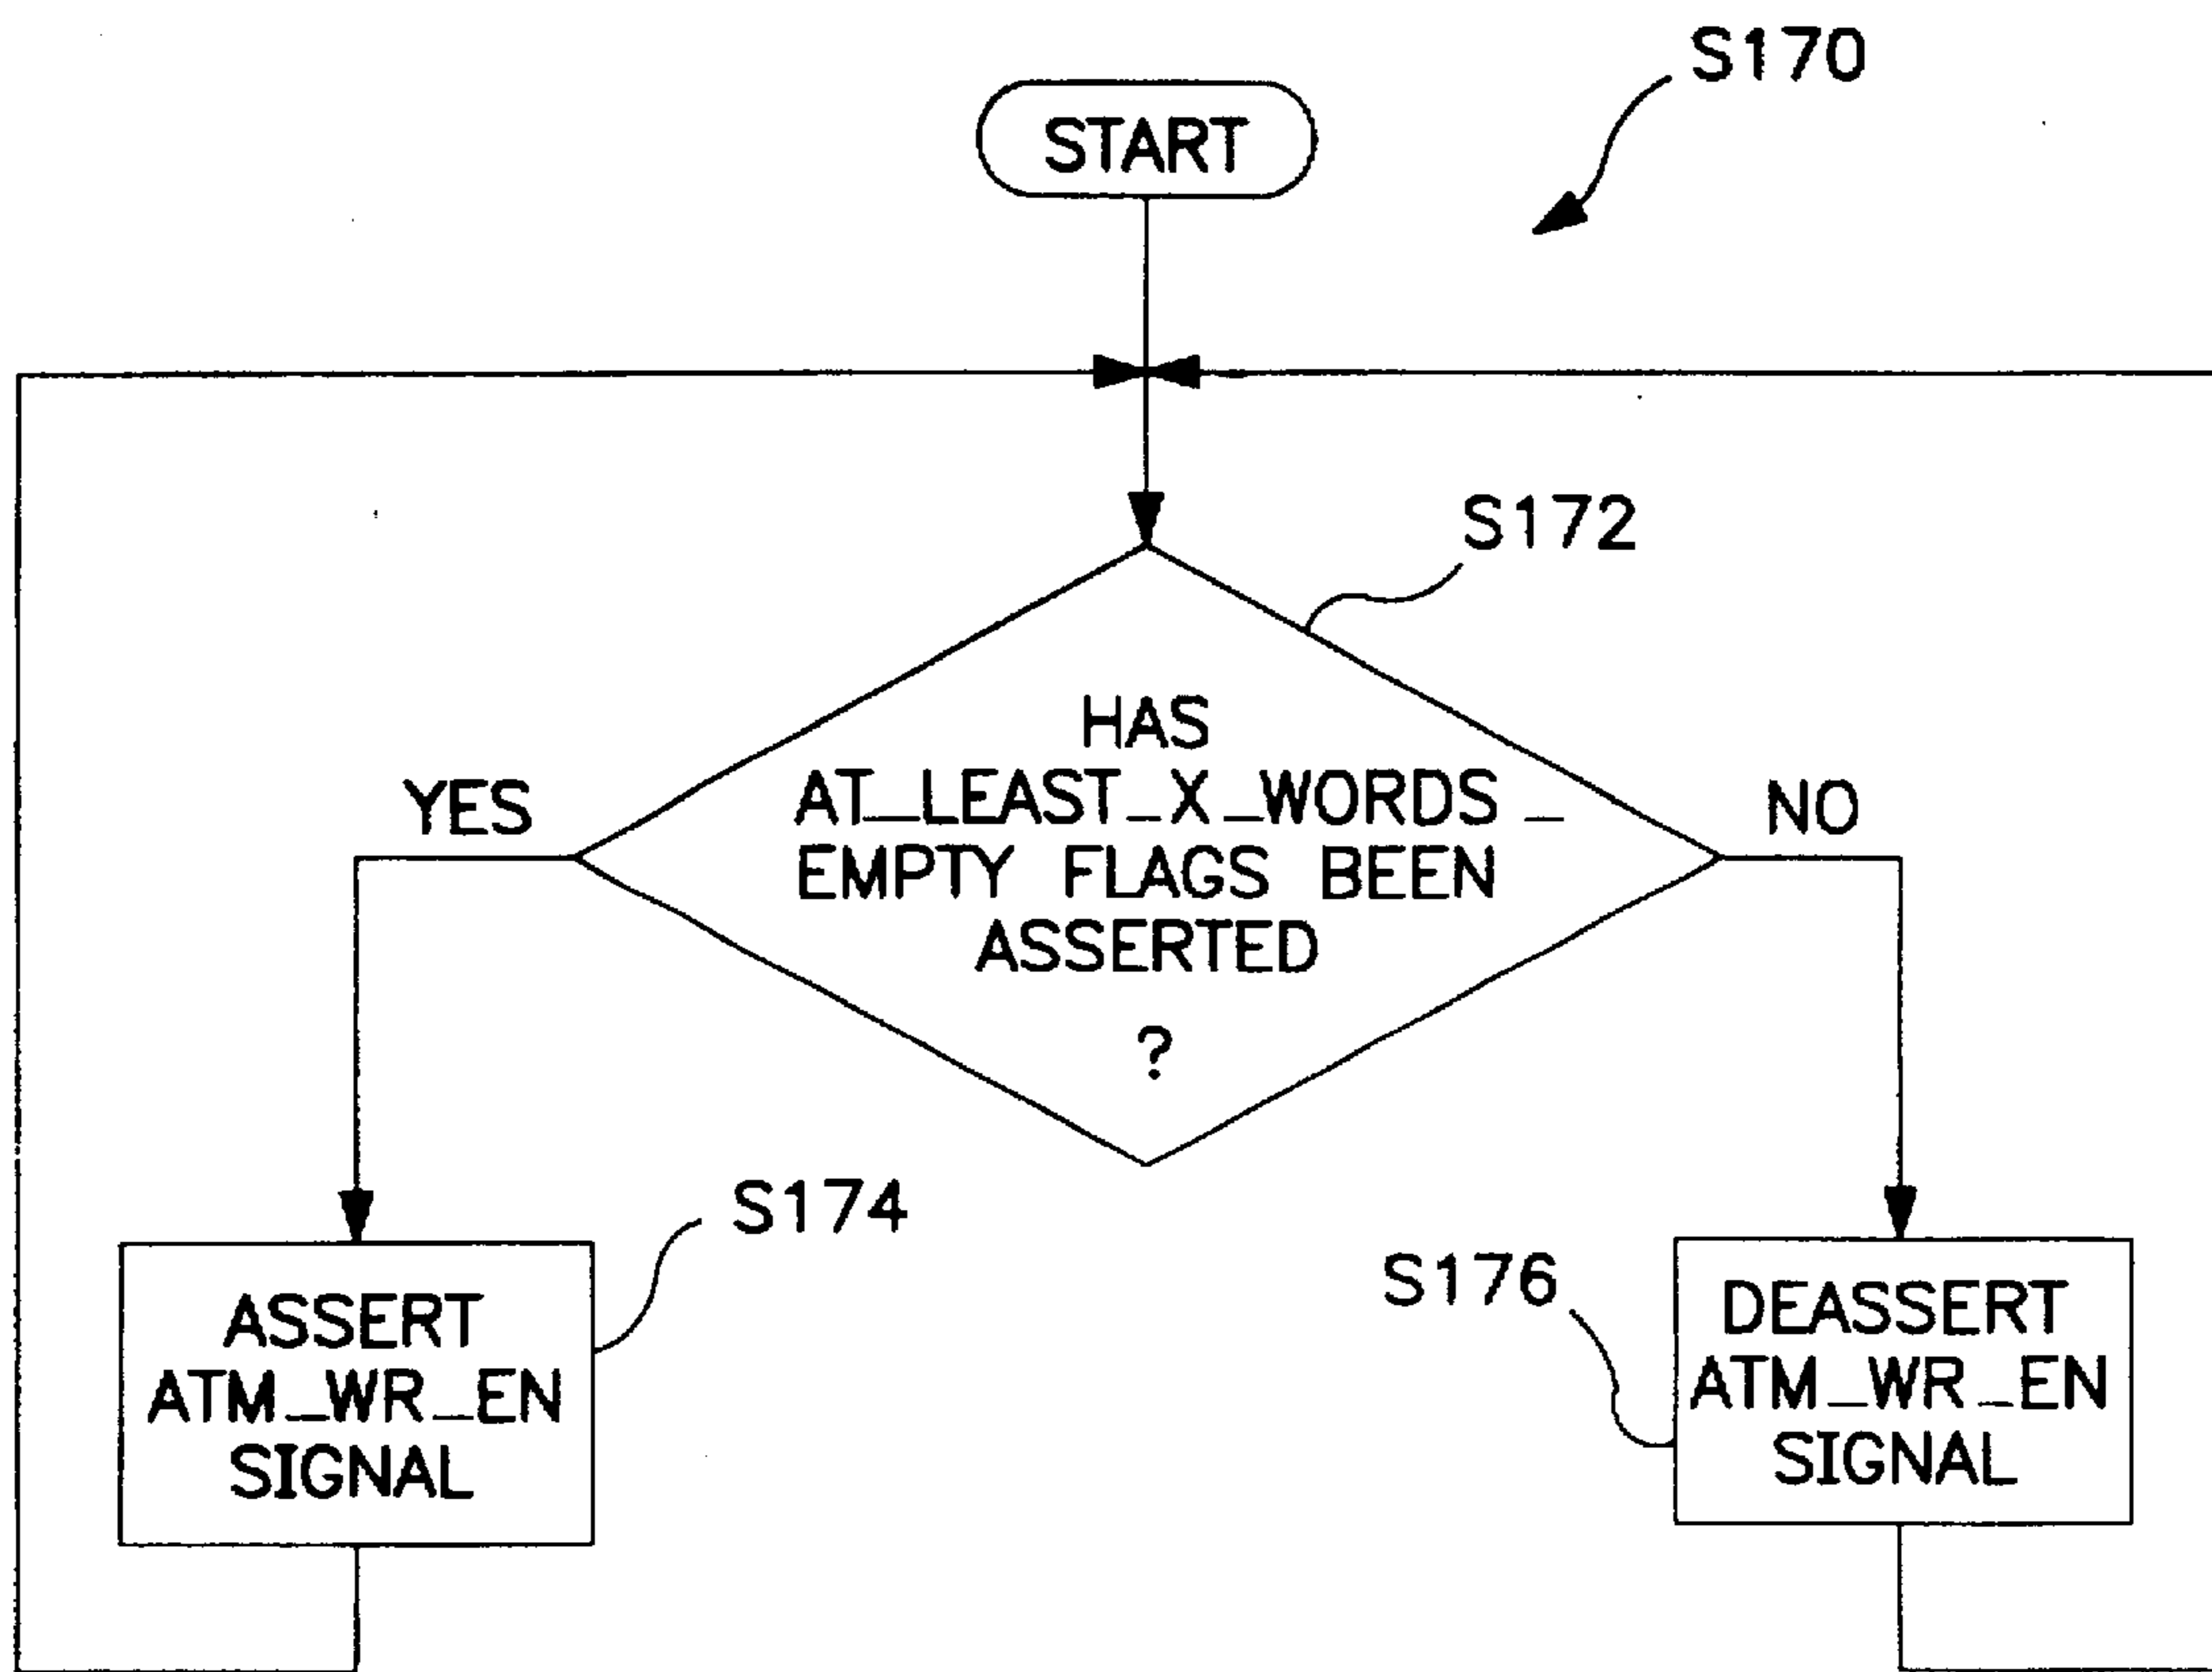 S170
START
S172
HAS
AT_LEAST_X_WORDS_
EMPTY FLAGS BEEN
ASSERTED
?
YES
NO
S174
ASSERT
ATM_WR_EN
SIGNAL
S176
DEASSERT
ATM_WR_EN
SIGNAL